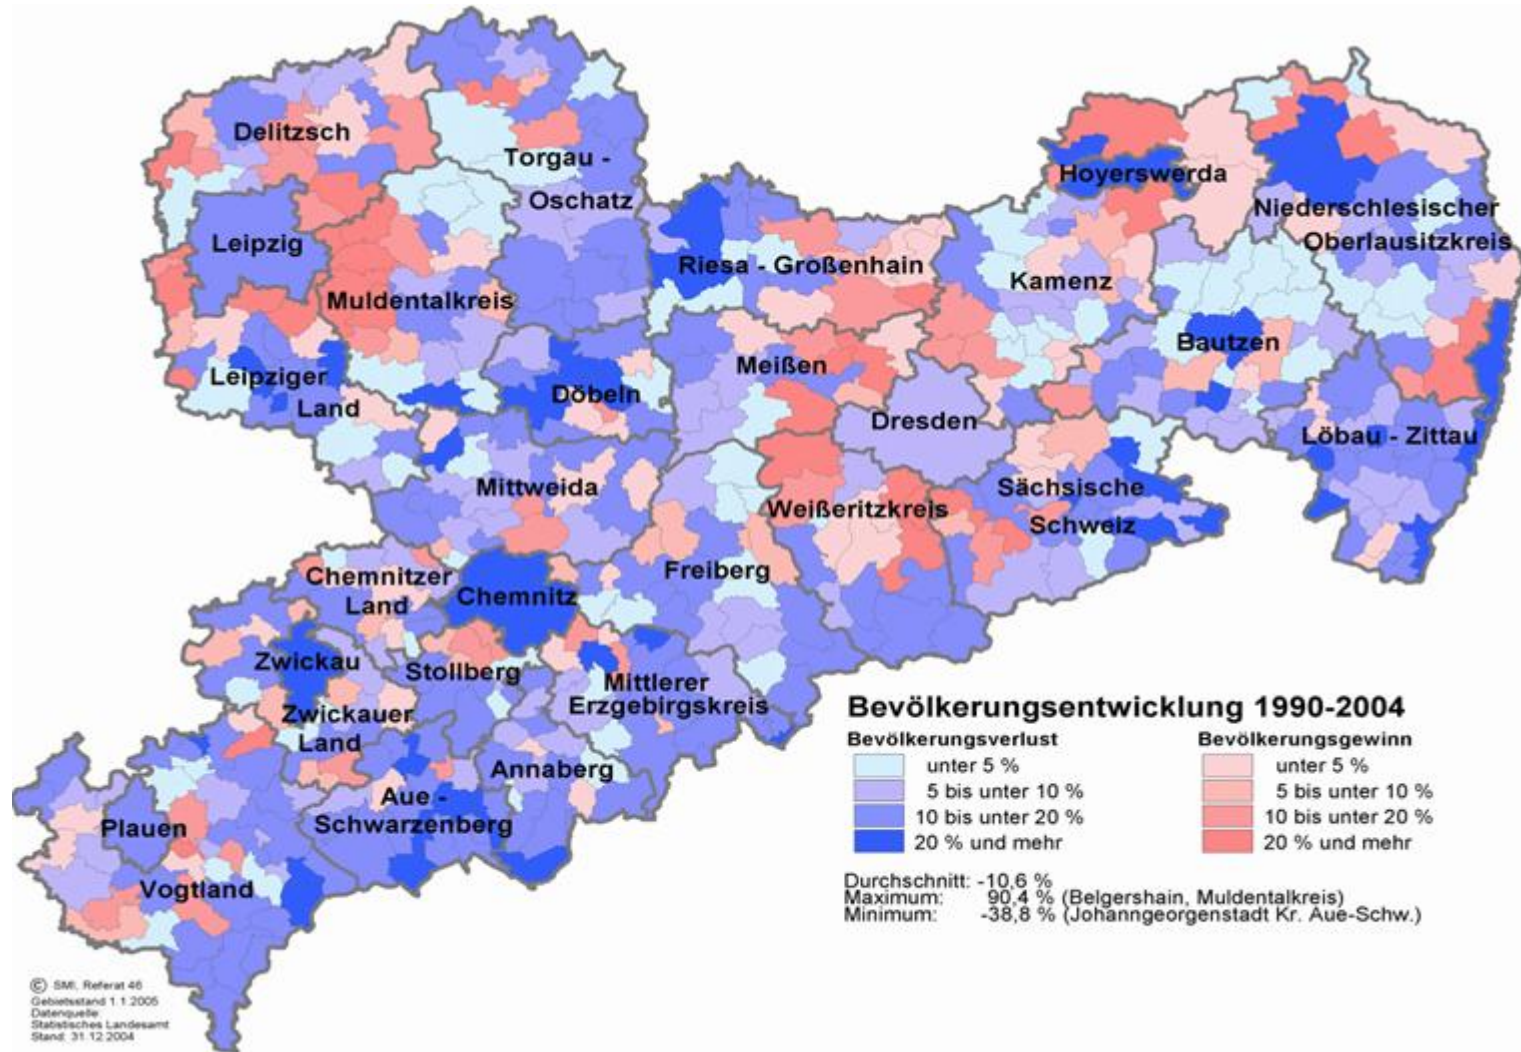 Delitzsch
Torgau -
Oschatz
Leipzig
Hoyerswerda
Niederschlesischer
Oberlausitzkreis
Riesa - Großenhain
Kamenz
Muldentalkreis
Bautzen
Meißen
Leipziger
Land
Döbeln
Dresden
Löbau - Zittau
Mittweida
Sächsische
Schweiz
Weißeritzkreis
Freiberg
Chemnitzer
Land
Chemnitz
Zwickau
Stollberg
Mittlerer
Erzgebirgskreis
Zwickauer
Land
Annaberg
Aue -
Schwarzenberg
Plauen
Vogtland
Bevölkerungsentwicklung 1990-2004
Bevölkerungsverlust
unter 5 %
5 bis unter 10 %
10 bis unter 20 %
20 % und mehr
Bevölkerungsgewinn
unter 5 %
5 bis unter 10 %
10 bis unter 20 %
20 % und mehr
Durchschnitt: -10,6 %
Maximum: 90,4 % (Belgershain, Muldentalkreis)
Minimum: -38,8 % (Johanngeorgenstadt Kr. Aue-Schw.)
© SMI, Referat 46
Gebietsstand 1.1.2005
Datenquelle:
Statistisches Landesamt
Stand: 31.12.2004